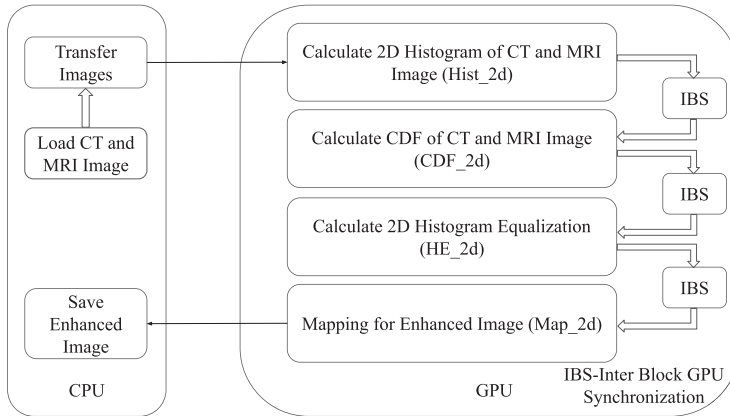 Transfer
Images
Load CT and
MRI Image
Save
Enhanced
Image
CPU
Calculate 2D Histogram of CT and MRI
Image (Hist_2d)
IBS
Calculate CDF of CT and MRI Image
(CDF_2d)
IBS
Calculate 2D Histogram Equalization
(HE_2d)
IBS
Mapping for Enhanced Image (Map_2d)
GPU
IBS-Inter Block GPU
Synchronization